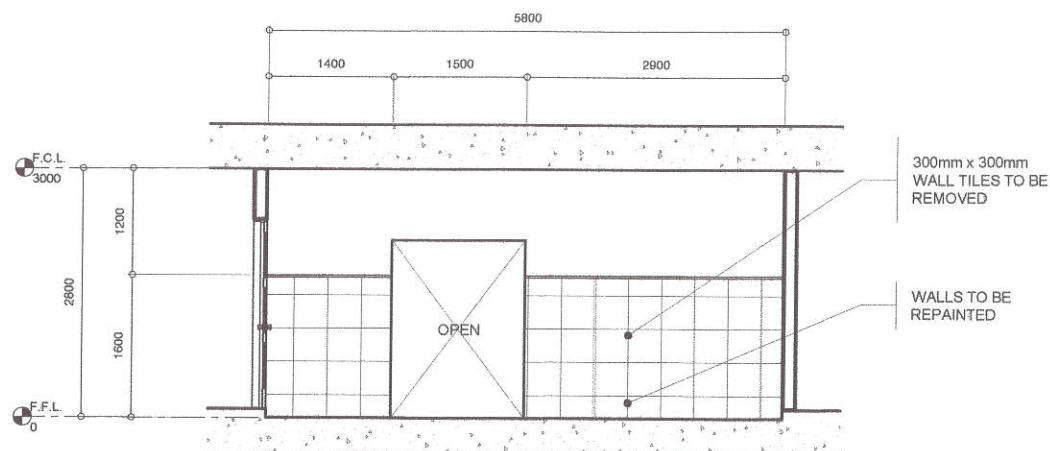 5800
1400
1500
2900
F.C.L.
3000
300mm x 300mm
WALL TILES TO BE
REMOVED
1200
2800
WALLS TO BE
REPAINTED
OPEN
1600
F.F.L.
0